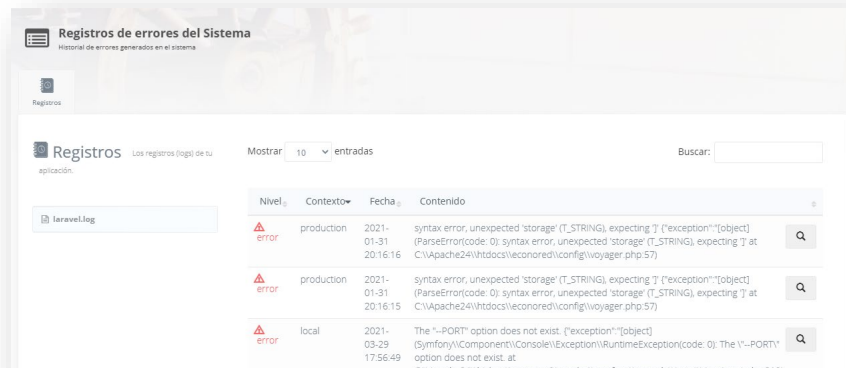 Registros de errores del Sistema
Historial de errores generados en el sistema
Registros
Registros Los registros (logs) de tu
aplicación.
laravel.log
Mostrar 10 entradas
Buscar:
Nivel Contexto Fecha Contenido
error production 2021-01-31 20:16:16
syntax error, unexpected 'storage' (T_STRING), expecting ']' {"exception":"[object]
(ParseError(code: 0): syntax error, unexpected 'storage' (T_STRING), expecting ']' at
C:\\Apache24\\htdocs\\econored\\config\\voyager.php:57)
error production 2021-01-31 20:16:15
syntax error, unexpected 'storage' (T_STRING), expecting ']' {"exception":"[object]
(ParseError(code: 0): syntax error, unexpected 'storage' (T_STRING), expecting ']' at
C:\\Apache24\\htdocs\\econored\\config\\voyager.php:57)
error local 2021-03-29 17:56:49
The "--PORT" option does not exist. {"exception":"[object]
(Symfony\\Component\\Console\\Exception\\RuntimeException(code: 0): The \"--PORT\"
option does not exist. at